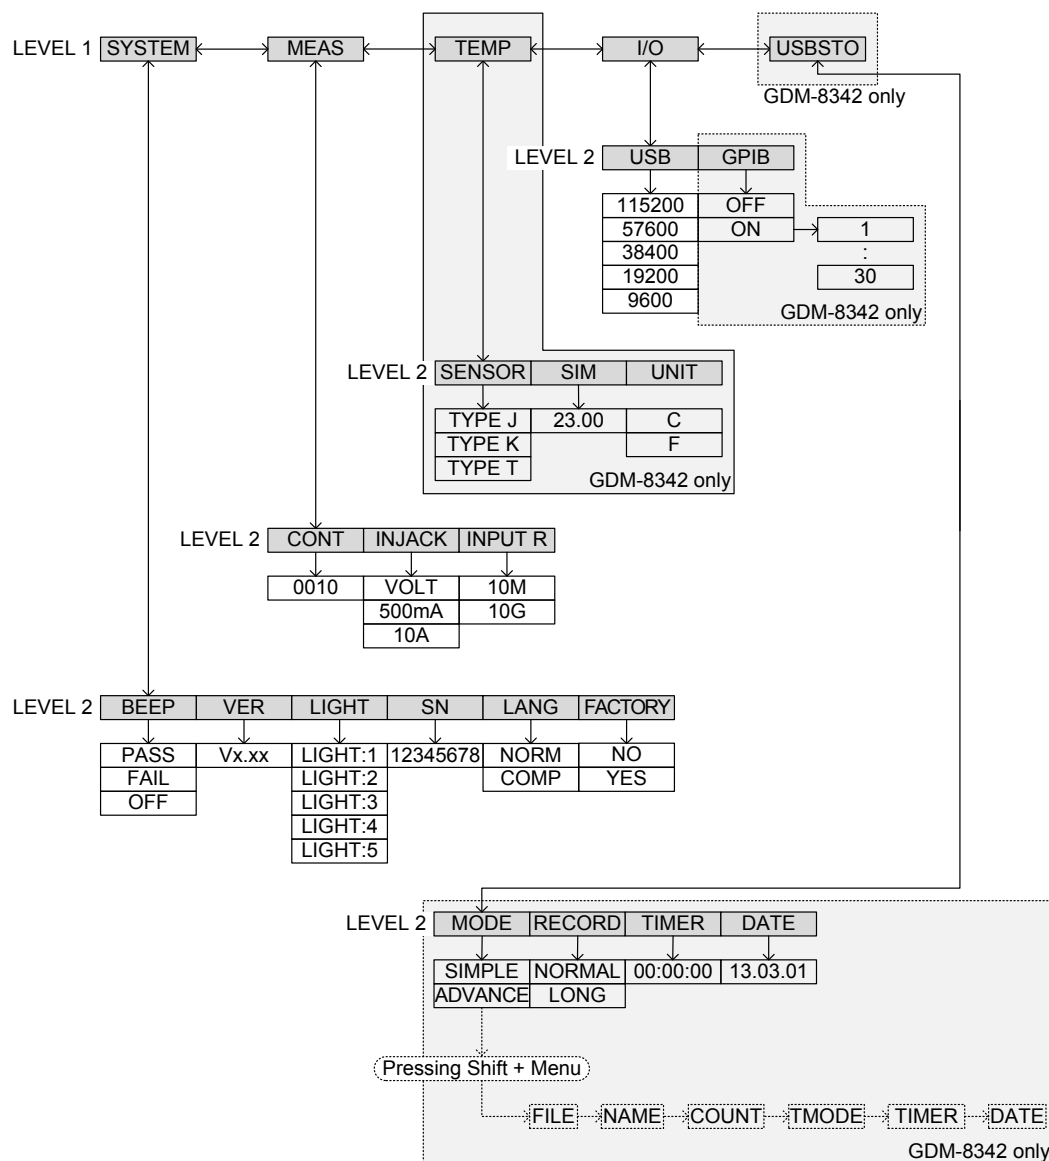 LEVEL 1 SYSTEM MEAS TEMP I/O USBSTO
GDM-8342 only
LEVEL 2 USB GPIB
115200 OFF
57600 ON 1
38400 :
19200 30
9600
GDM-8342 only
LEVEL 2 SENSOR SIM UNIT
TYPE J 23.00 C
TYPE K F
TYPE T
GDM-8342 only
LEVEL 2 CONT INJACK INPUT R
0010 VOLT 10M
500mA 10G
10A
LEVEL 2 BEEP VER LIGHT SN LANG FACTORY
PASS Vx.xx LIGHT:1 12345678 NORM NO
FAIL LIGHT:2 COMP YES
OFF LIGHT:3
LIGHT:4
LIGHT:5
LEVEL 2 MODE RECORD TIMER DATE
SIMPLE NORMAL 00:00:00 13.03.01
ADVANCE LONG
Pressing Shift + Menu
FILE NAME COUNT TMODE TIMER DATE
GDM-8342 only